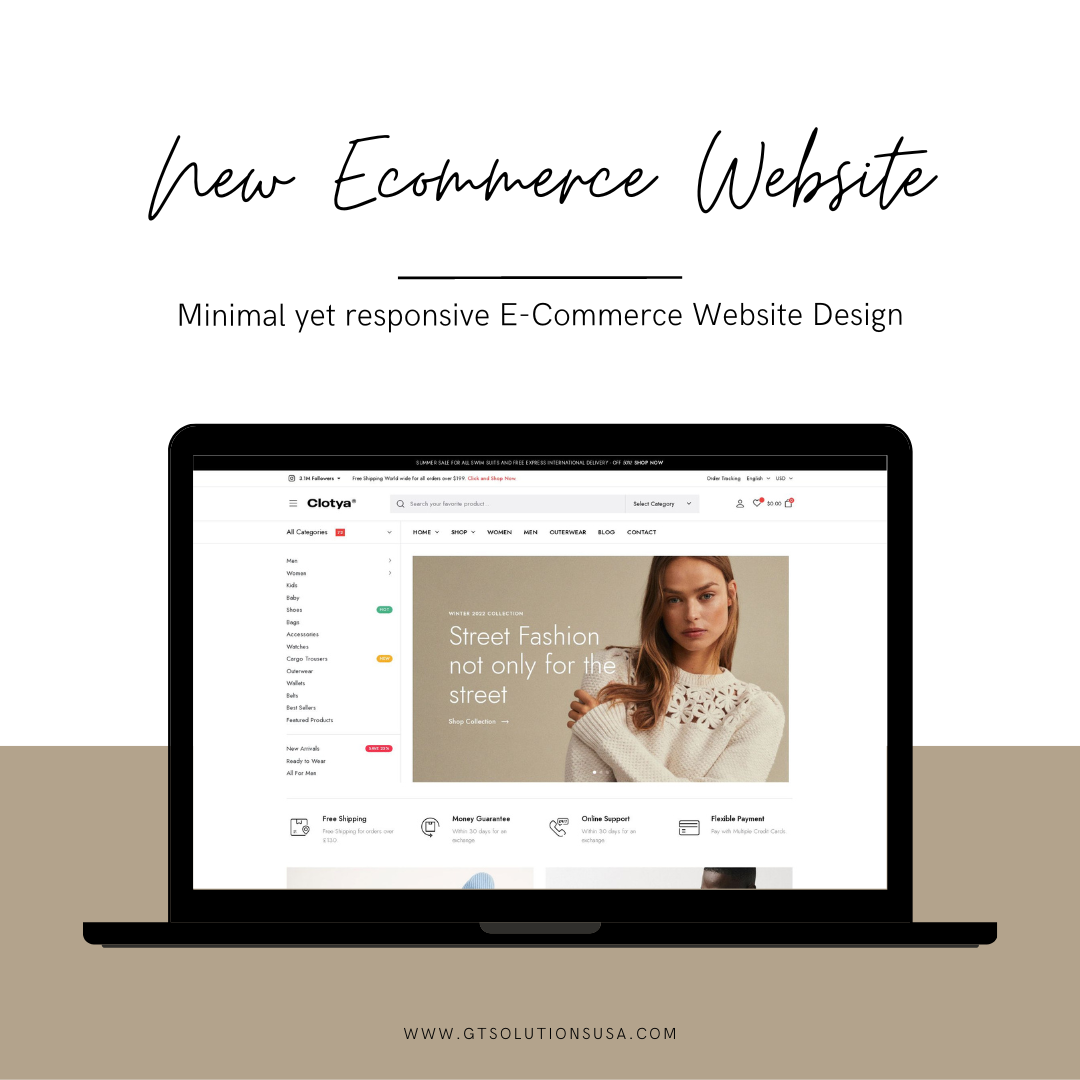 New Ecommerce Website
Minimal yet responsive E-Commerce Website Design
SUMMER SALE FOR ALL SWIM SUITS AND FREE EXPRESS INTERNATIONAL DELIVERY - OFF 50%! SHOP NOW
3.1M Followers Free Shipping World wide for all orders over $199. Click and Shop Now. Order Tracking English USD
Clotya® Search your favorite product... Select Category $0.00
All Categories HOME SHOP WOMEN MEN OUTERWEAR BLOG CONTACT
Men
Women
Kids
Baby
Shoes HOT
Bags
Accessories
Watches
Cargo Trousers NEW
Outerwear
Wallets
Belts
Best Sellers
Featured Products
New Arrivals
Ready to Wear
All For Men
WINTER 2022 COLLECTION
Street Fashion
not only for the
street
Shop Collection →
Free Shipping
Free Shipping for orders over
$130
Money Guarantee
Within 30 days for an
exchange.
Online Support
Within 30 days for an
exchange.
Flexible Payment
Pay with Multiple Credit Cards
WWW.GTSOLUTIONSUSA.COM